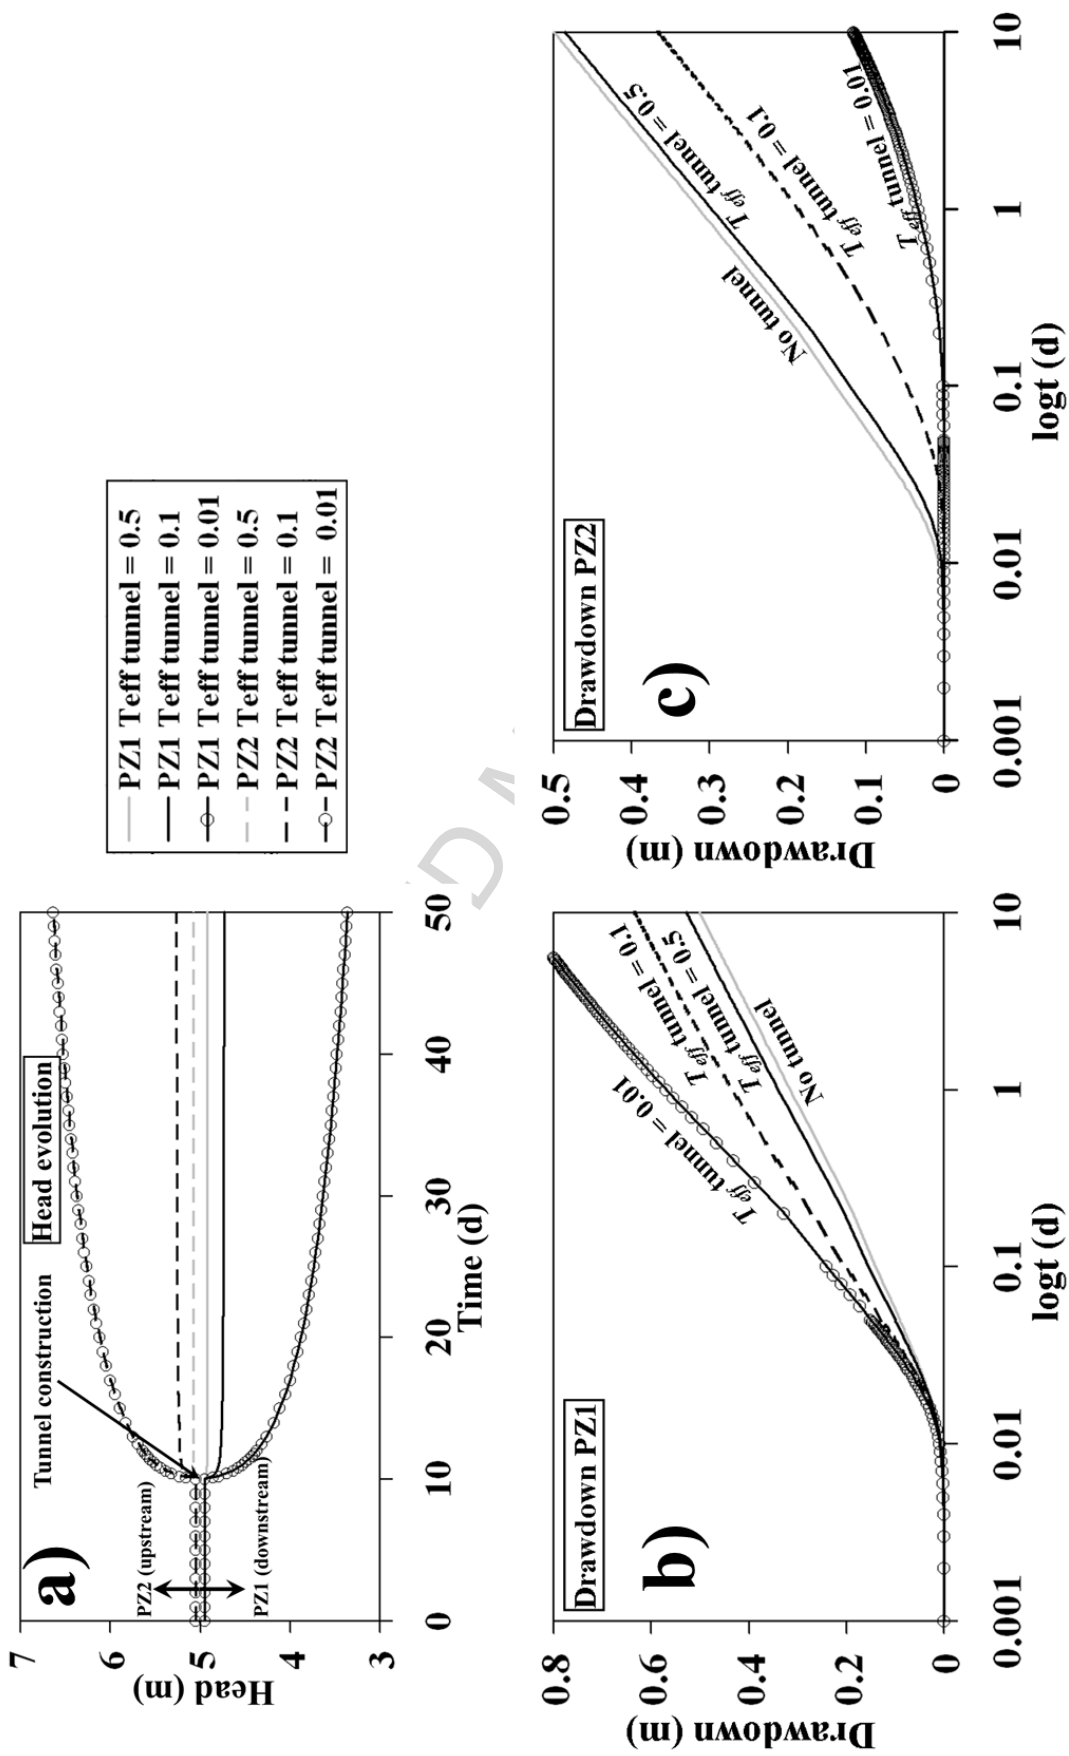 a)
Head evolution
Tunnel construction
PZ2 (upstream)
PZ1 (downstream)
Head (m)
7
6
5
4
3
0
10
20
30
40
50
Time (d)
PZ1 Teff tunnel = 0.5
PZ1 Teff tunnel = 0.1
PZ1 Teff tunnel = 0.01
PZ2 Teff tunnel = 0.5
PZ2 Teff tunnel = 0.1
PZ2 Teff tunnel = 0.01
D
b)
Drawdown PZ1
Drawdown (m)
0.8
0.6
0.4
0.2
0
0.001
0.01
0.1
1
10
logt (d)
Teff tunnel = 0.01
Teff tunnel = 0.1
Teff tunnel = 0.5
No tunnel
c)
Drawdown PZ2
Drawdown (m)
0.5
0.4
0.3
0.2
0.1
0
0.001
0.01
0.1
1
10
logt (d)
No tunnel
Teff tunnel = 0.5
Teff tunnel = 0.1
Teff tunnel = 0.01